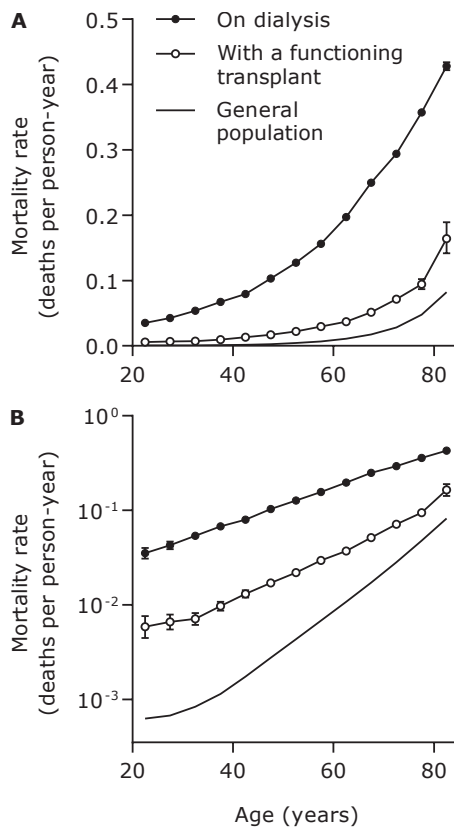 A
On dialysis
With a functioning
transplant
General
population
Mortality rate
(deaths per person-year)
0.5
0.4
0.3
0.2
0.1
0.0
20
40
60
80
B
Mortality rate
(deaths per person-year)
10⁰
10⁻¹
10⁻²
10⁻³
20
40
60
80
Age (years)